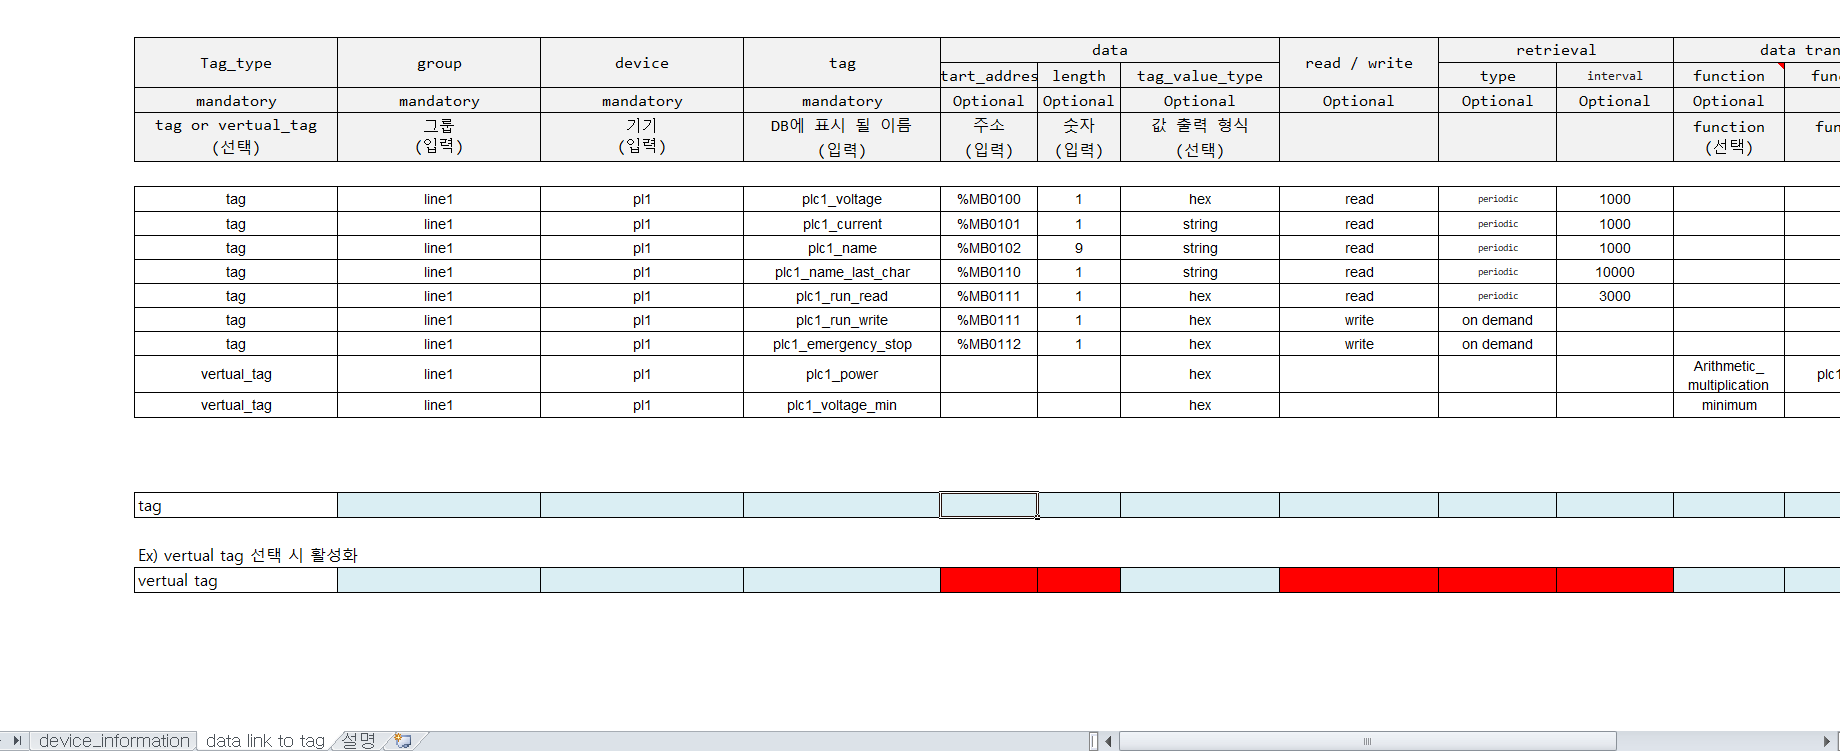 Tag_type group device tag data read / write retrieval data tran
tart_addres length tag_value_type type interval function fun
mandatory mandatory mandatory mandatory Optional Optional Optional Optional Optional Optional Optional
tag or vertual_tag 그룹 기기 DB에 표시 될 이름 주소 숫자 값 출력 형식 function fun
(선택) (입력) (입력) (입력) (입력) (입력) (선택) (선택)
tag line1 pl1 plc1_voltage %MB0100 1 hex read periodic 1000
tag line1 pl1 plc1_current %MB0101 1 string read periodic 1000
tag line1 pl1 plc1_name %MB0102 9 string read periodic 1000
tag line1 pl1 plc1_name_last_char %MB0110 1 string read periodic 10000
tag line1 pl1 plc1_run_read %MB0111 1 hex read periodic 3000
tag line1 pl1 plc1_run_write %MB0111 1 hex write on demand
tag line1 pl1 plc1_emergency_stop %MB0112 1 hex write on demand
vertual_tag line1 pl1 plc1_power hex Arithmetic_ plc1
multiplication
vertual_tag line1 pl1 plc1_voltage_min hex minimum
tag
Ex) vertual tag 선택 시 활성화
vertual tag
device_information data link to tag 설명